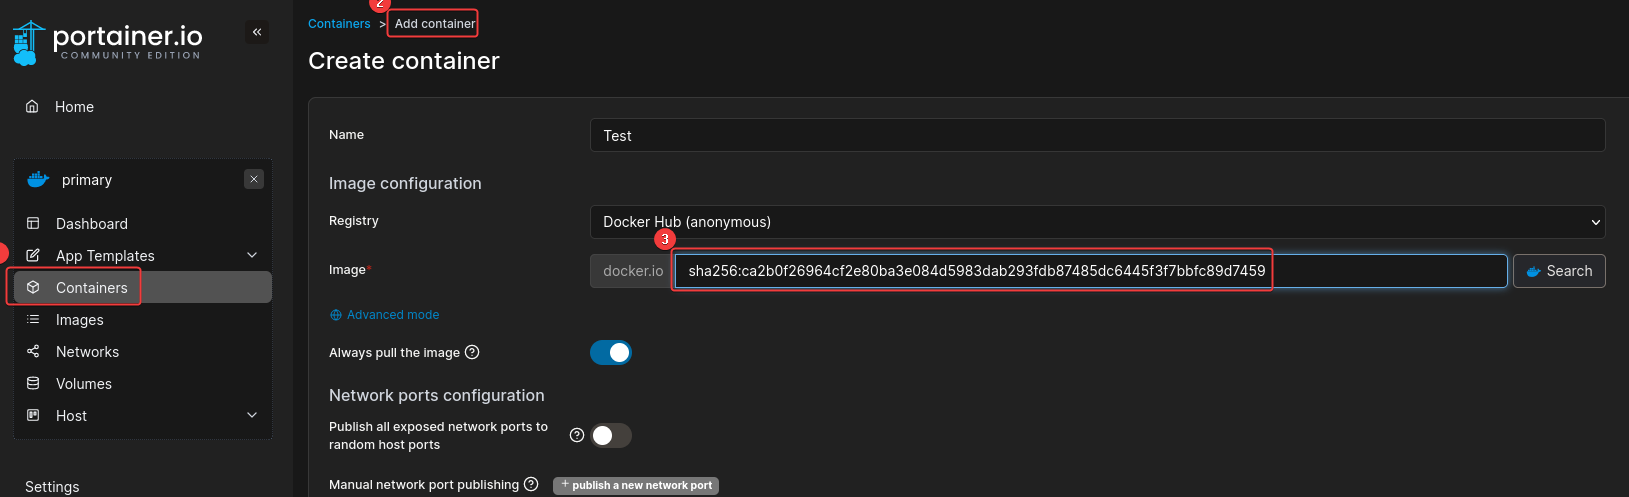 2
Containers > Add container
portainer.io
COMMUNITY EDITION
«
Create container
Home
Name
Test
primary
Image configuration
Dashboard
Registry
Docker Hub (anonymous)
App Templates
3
Image*
docker.io
sha256:ca2b0f26964cf2e80ba3e084d5983dab293fdb87485dc6445f3f7bbfc89d7459
Search
Containers
Images
Advanced mode
Networks
Always pull the image
Volumes
Network ports configuration
Host
Publish all exposed network ports to
random host ports
Settings
Manual network port publishing
+ publish a new network port